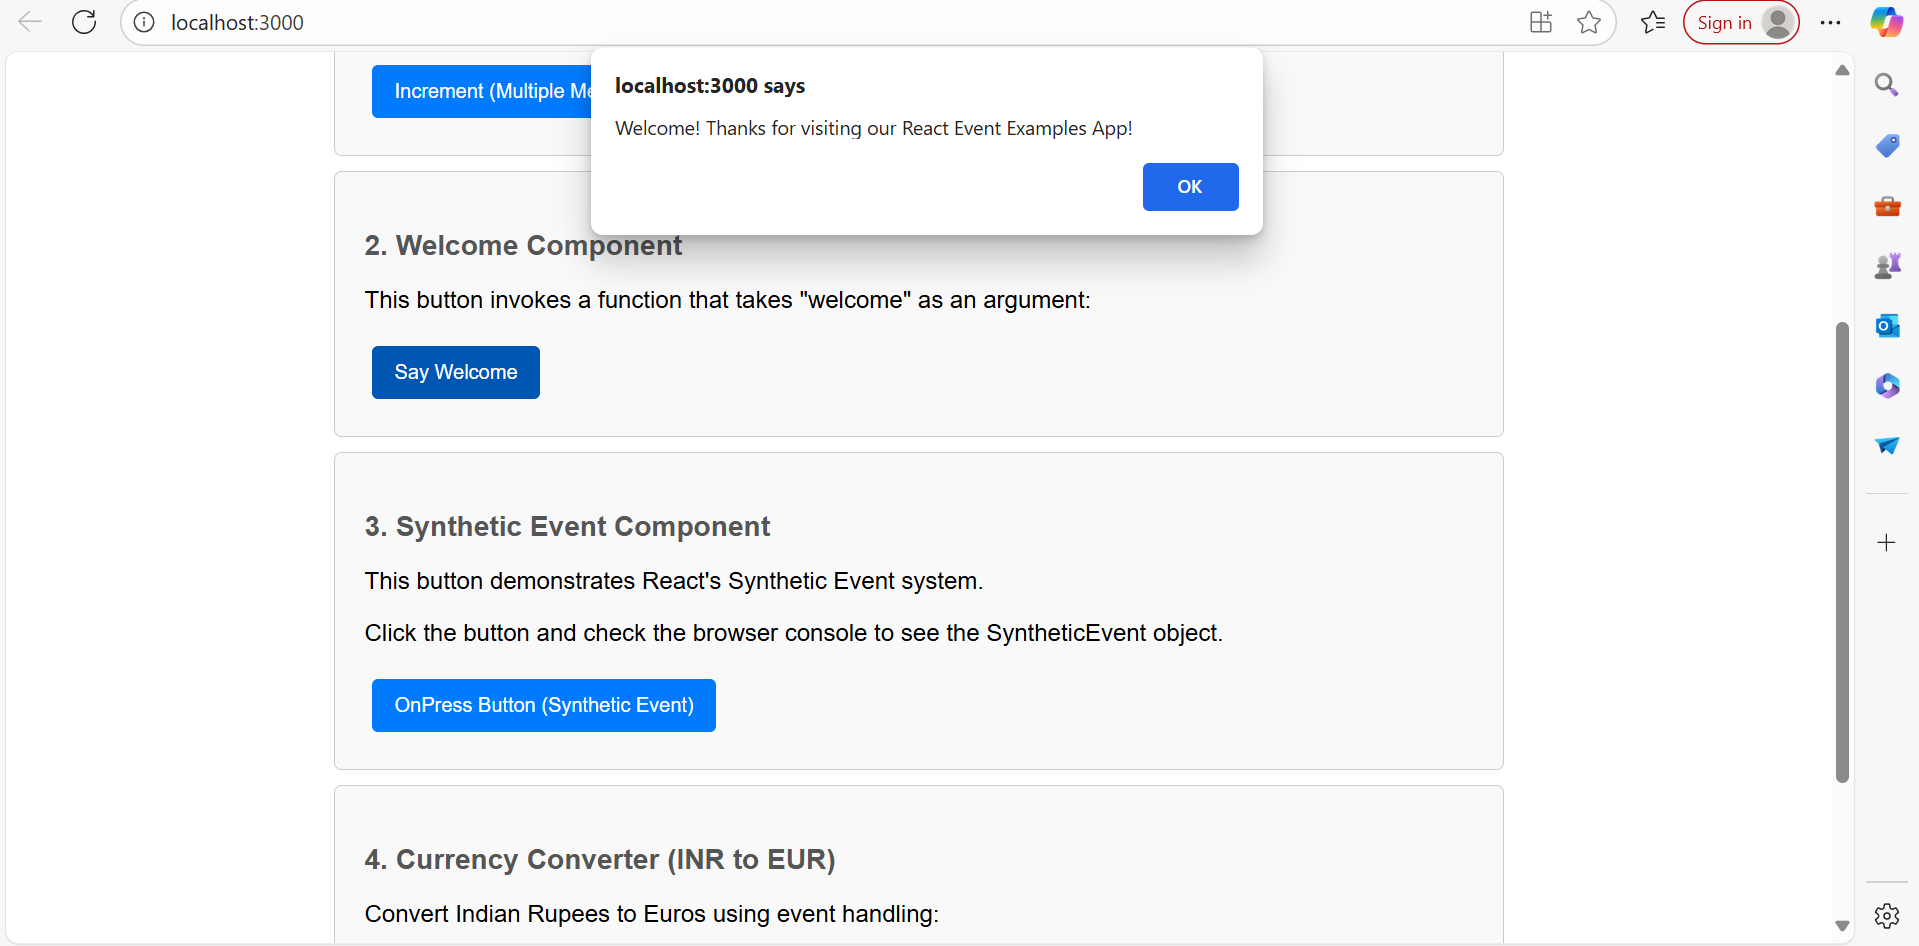 localhost:3000
Sign in
localhost:3000 says
Welcome! Thanks for visiting our React Event Examples App!
OK
Increment (Multiple Me
2. Welcome Component
This button invokes a function that takes "welcome" as an argument:
Say Welcome
3. Synthetic Event Component
This button demonstrates React's Synthetic Event system.
Click the button and check the browser console to see the SyntheticEvent object.
OnPress Button (Synthetic Event)
4. Currency Converter (INR to EUR)
Convert Indian Rupees to Euros using event handling: